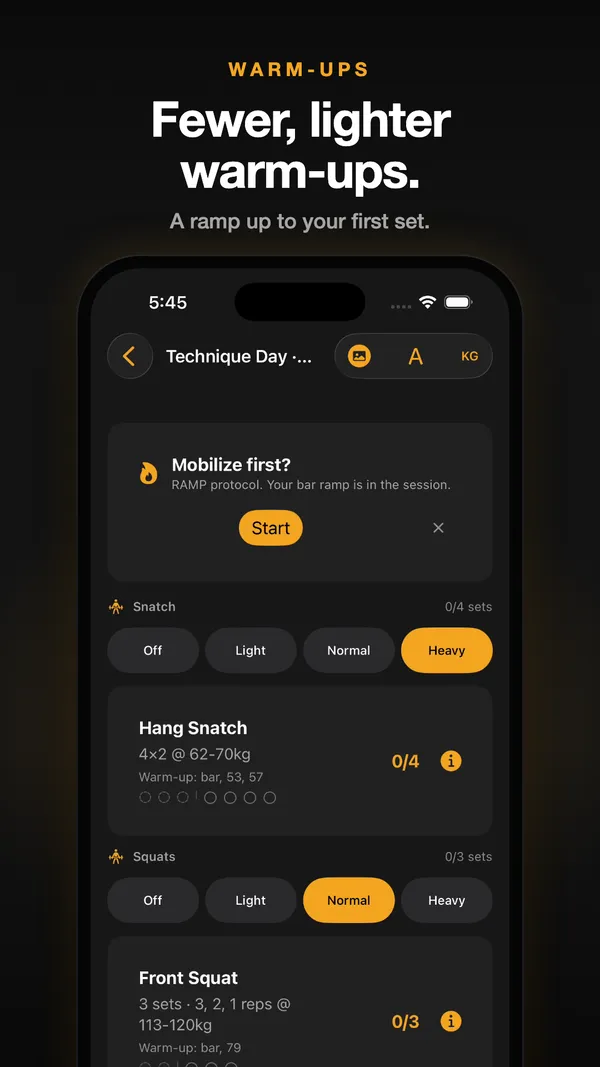 WARM-UPS
Fewer, lighter
warm-ups.
A ramp up to your first set.
5:45
Technique Day ·...
A
KG
Mobilize first?
RAMP protocol. Your bar ramp is in the session.
Start
Snatch
0/4 sets
Off
Light
Normal
Heavy
Hang Snatch
4×2 @ 62-70kg
Warm-up: bar, 53, 57
0/4
Squats
0/3 sets
Off
Light
Normal
Heavy
Front Squat
3 sets · 3, 2, 1 reps @
113-120kg
Warm-up: bar, 79
0/3